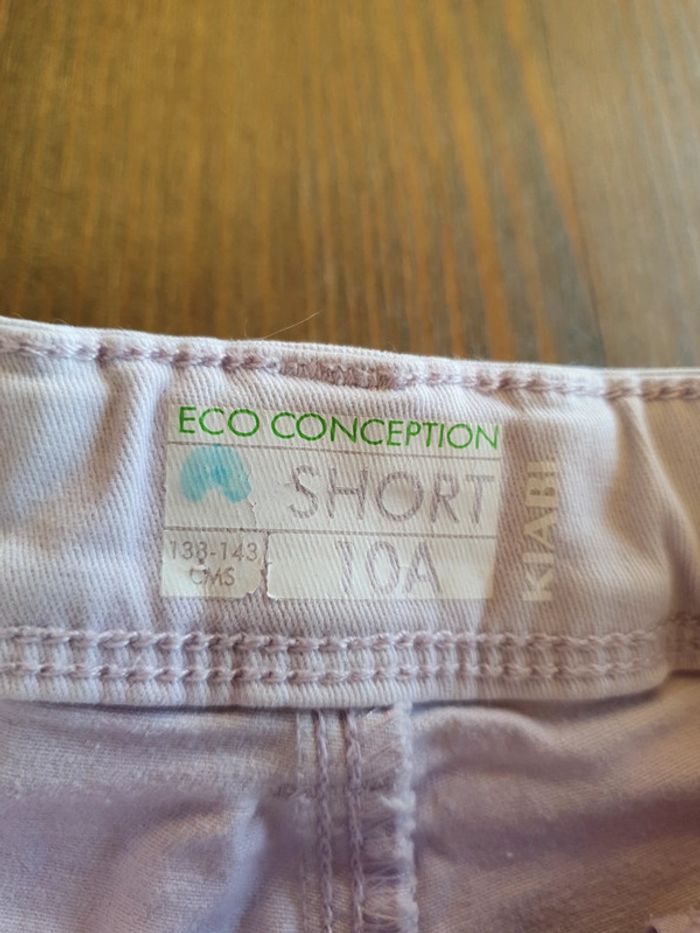 ECO CONCEPTION
SHORT
138-143
CMS
10A
KIABI